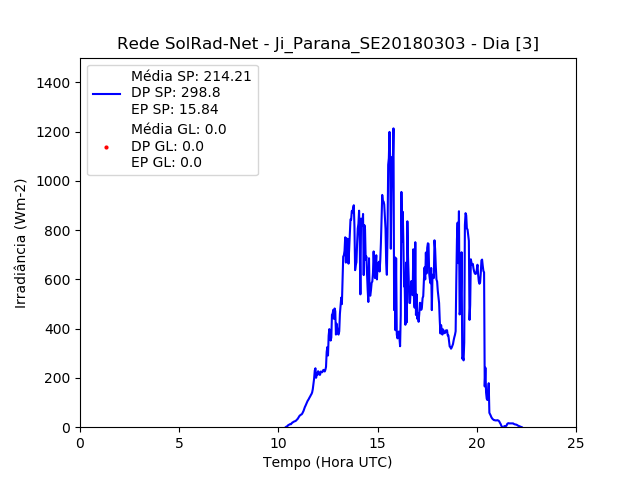 Rede SolRad-Net - Ji_Parana_SE20180303 - Dia [3]
Média SP: 214.21
DP SP: 298.8
EP SP: 15.84
Média GL: 0.0
DP GL: 0.0
EP GL: 0.0
Irradiância (Wm-2)
1400
1200
1000
800
600
400
200
0
0 5 10 15 20 25
Tempo (Hora UTC)